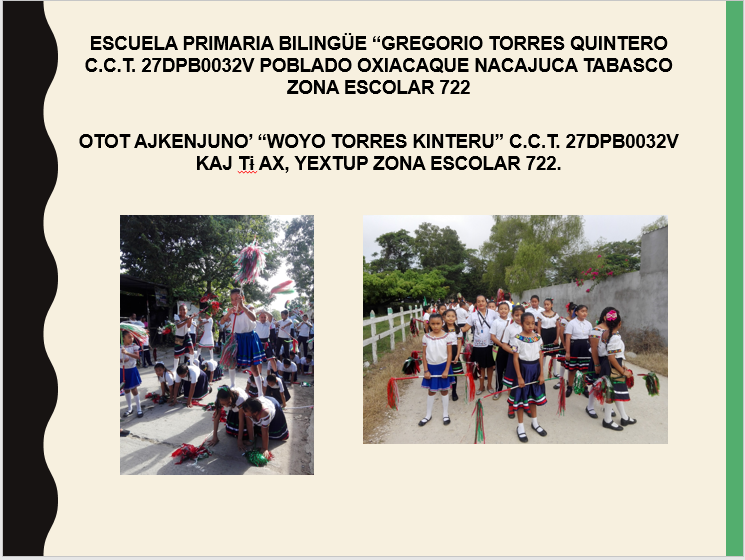 ESCUELA PRIMARIA BILINGÜE “GREGORIO TORRES QUINTERO
C.C.T. 27DPB0032V POBLADO OXIACAQUE NACAJUCA TABASCO
ZONA ESCOLAR 722
OTOT AJKENJUNO’ “WOYO TORRES KINTERU” C.C.T. 27DPB0032V
KAJ Tɨ AX, YEXTUP ZONA ESCOLAR 722.